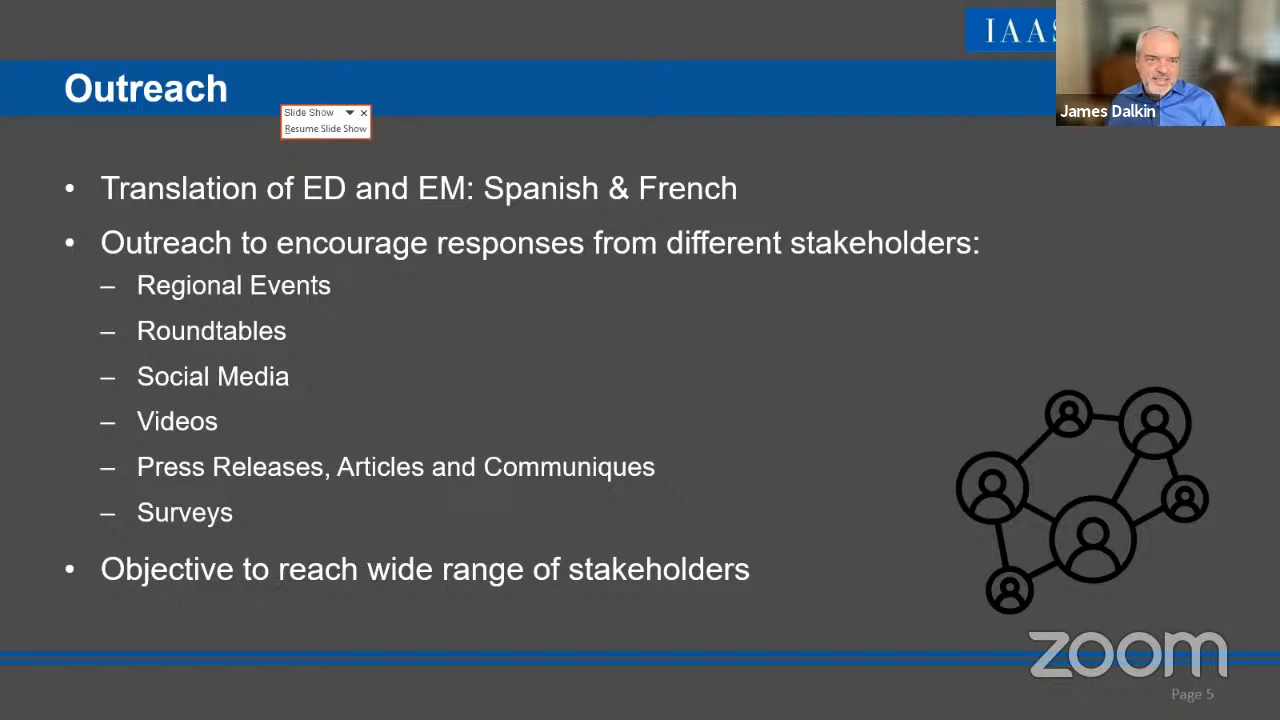 IAAS
Outreach
James Dalkin
Slide Show
Resume Slide Show
• Translation of ED and EM: Spanish & French
• Outreach to encourage responses from different stakeholders:
– Regional Events
– Roundtables
– Social Media
– Videos
– Press Releases, Articles and Communiques
– Surveys
• Objective to reach wide range of stakeholders
zoom
Page 5